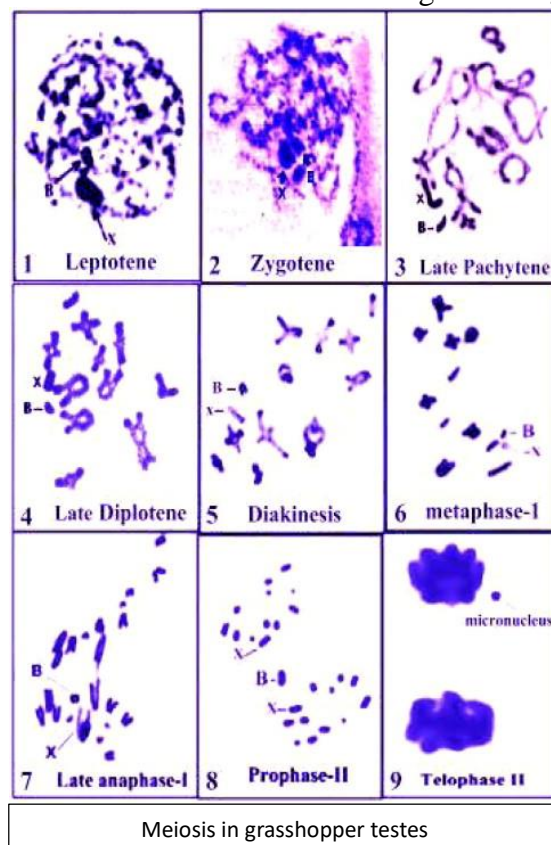 B
X
1 Leptotene
B
X
B
2 Zygotene
X
B-
3 Late Pachytene
X
B-
4 Late Diplotene
B-
x-
5 Diakinesis
- B
-x
6 metaphase-1
B
X
7 Late anaphase-I
X
B-
X-
8 Prophase-II
micronucleus
9 Telophase II
Meiosis in grasshopper testes